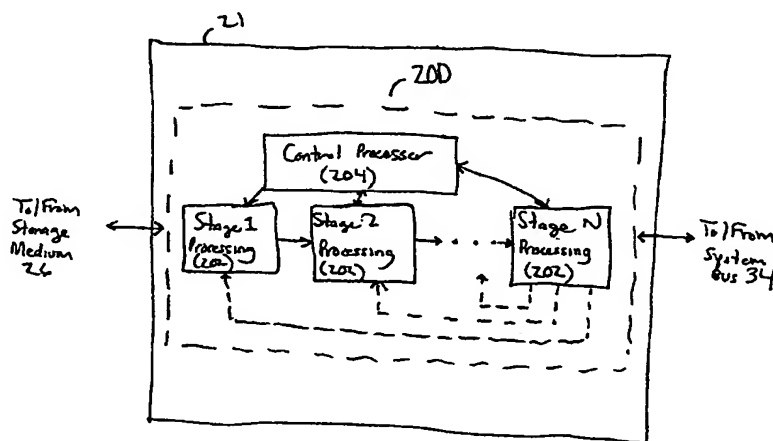 21
200
Control Processor
(204)
To/From
Storage
Medium
26
Stage 1
Processing
(202)
Stage 2
Processing
(202)
Stage N
Processing
(202)
To/From
System
Bus 34